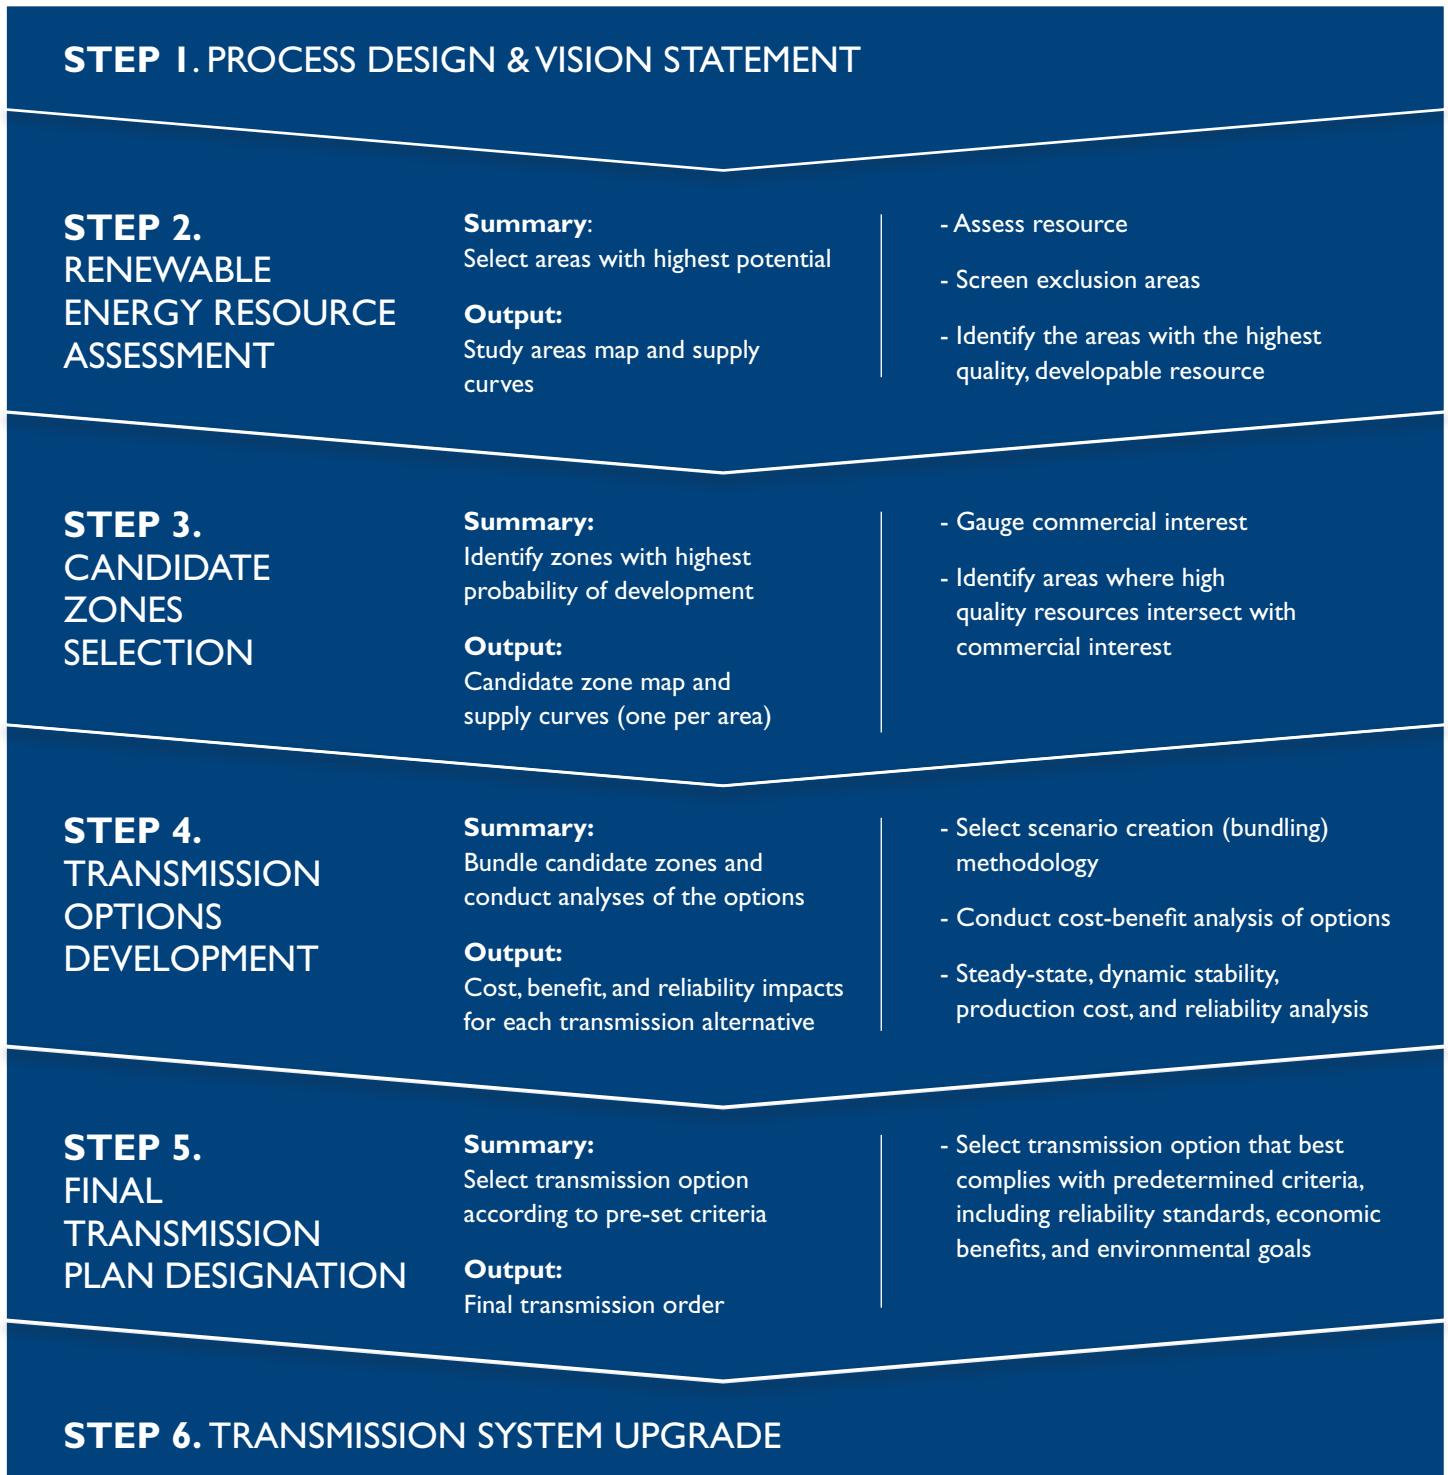 STEP 1. PROCESS DESIGN & VISION STATEMENT
STEP 2.
RENEWABLE
ENERGY RESOURCE
ASSESSMENT
Summary:
Select areas with highest potential
Output:
Study areas map and supply
curves
- Assess resource
- Screen exclusion areas
- Identify the areas with the highest
quality, developable resource
STEP 3.
CANDIDATE
ZONES
SELECTION
Summary:
Identify zones with highest
probability of development
Output:
Candidate zone map and
supply curves (one per area)
- Gauge commercial interest
- Identify areas where high
quality resources intersect with
commercial interest
STEP 4.
TRANSMISSION
OPTIONS
DEVELOPMENT
Summary:
Bundle candidate zones and
conduct analyses of the options
Output:
Cost, benefit, and reliability impacts
for each transmission alternative
- Select scenario creation (bundling)
methodology
- Conduct cost-benefit analysis of options
- Steady-state, dynamic stability,
production cost, and reliability analysis
STEP 5.
FINAL
TRANSMISSION
PLAN DESIGNATION
Summary:
Select transmission option
according to pre-set criteria
Output:
Final transmission order
- Select transmission option that best
complies with predetermined criteria,
including reliability standards, economic
benefits, and environmental goals
STEP 6. TRANSMISSION SYSTEM UPGRADE